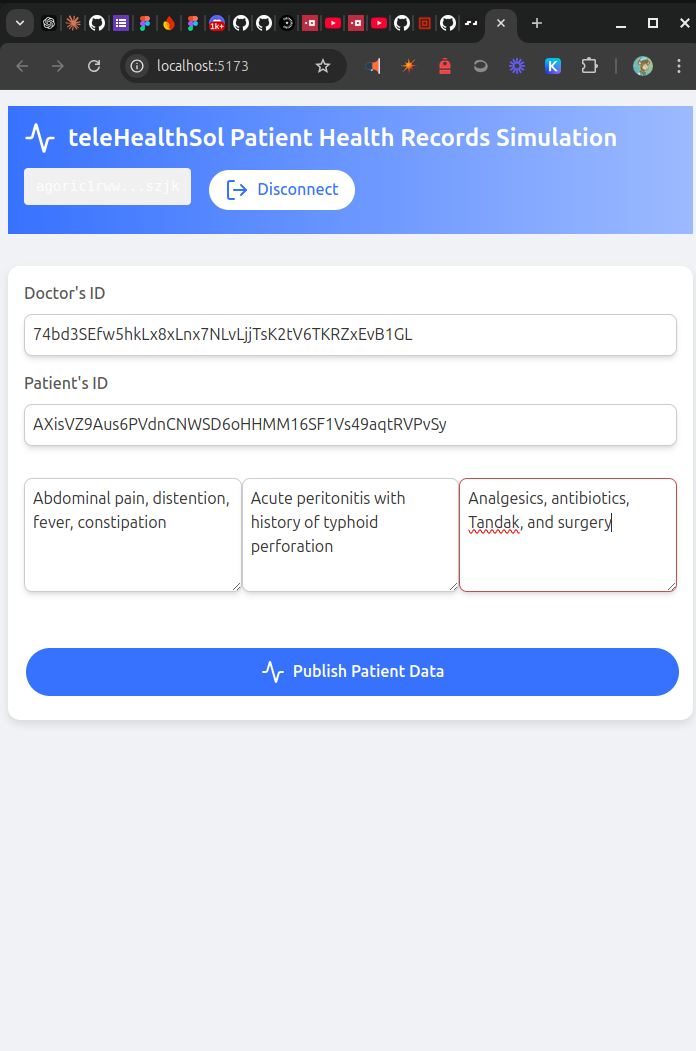 1k+
localhost:5173
K
teleHealthSol Patient Health Records Simulation
agoric1rww...szjk
Disconnect
Doctor's ID
74bd3SEfw5hkLx8xLnx7NLvLjjTsK2tV6TKRZxEvB1GL
Patient's ID
AXisVZ9Aus6PVdnCNWSD6oHHMM16SF1Vs49aqtRVPvSy
Abdominal pain, distention,
fever, constipation
Acute peritonitis with
history of typhoid
perforation
Analgesics, antibiotics,
Tandak, and surgery
Publish Patient Data